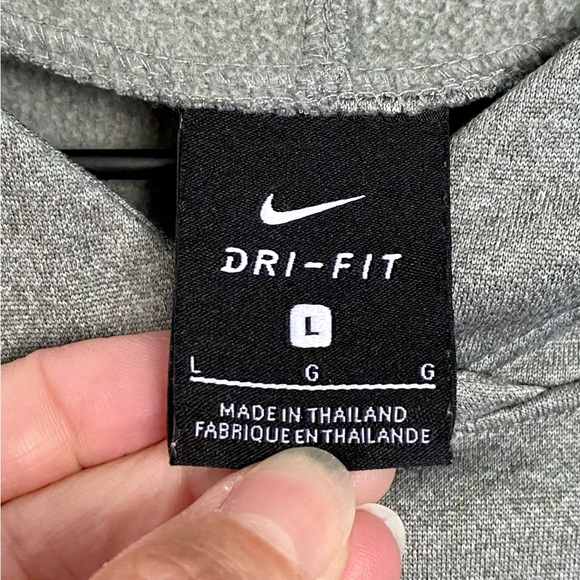 DRI-FIT
L
L G G
MADE IN THAILAND
FABRIQUE EN THAILANDE